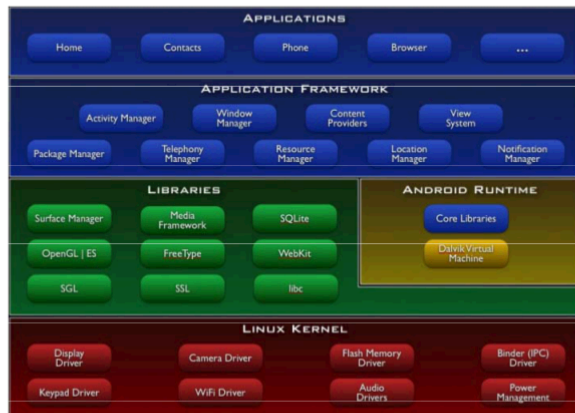 APPLICATIONS
Home Contacts Phone Browser ...
APPLICATION FRAMEWORK
Activity Manager Window Manager Content Providers View System
Package Manager Telephony Manager Resource Manager Location Manager Notification Manager
LIBRARIES
Surface Manager Media Framework SQLite
OpenGL | ES FreeType WebKit
SGL SSL libc
ANDROID RUNTIME
Core Libraries
Dalvik Virtual Machine
LINUX KERNEL
Display Driver Camera Driver Flash Memory Driver Binder (IPC) Driver
Keypad Driver WiFi Driver Audio Drivers Power Management